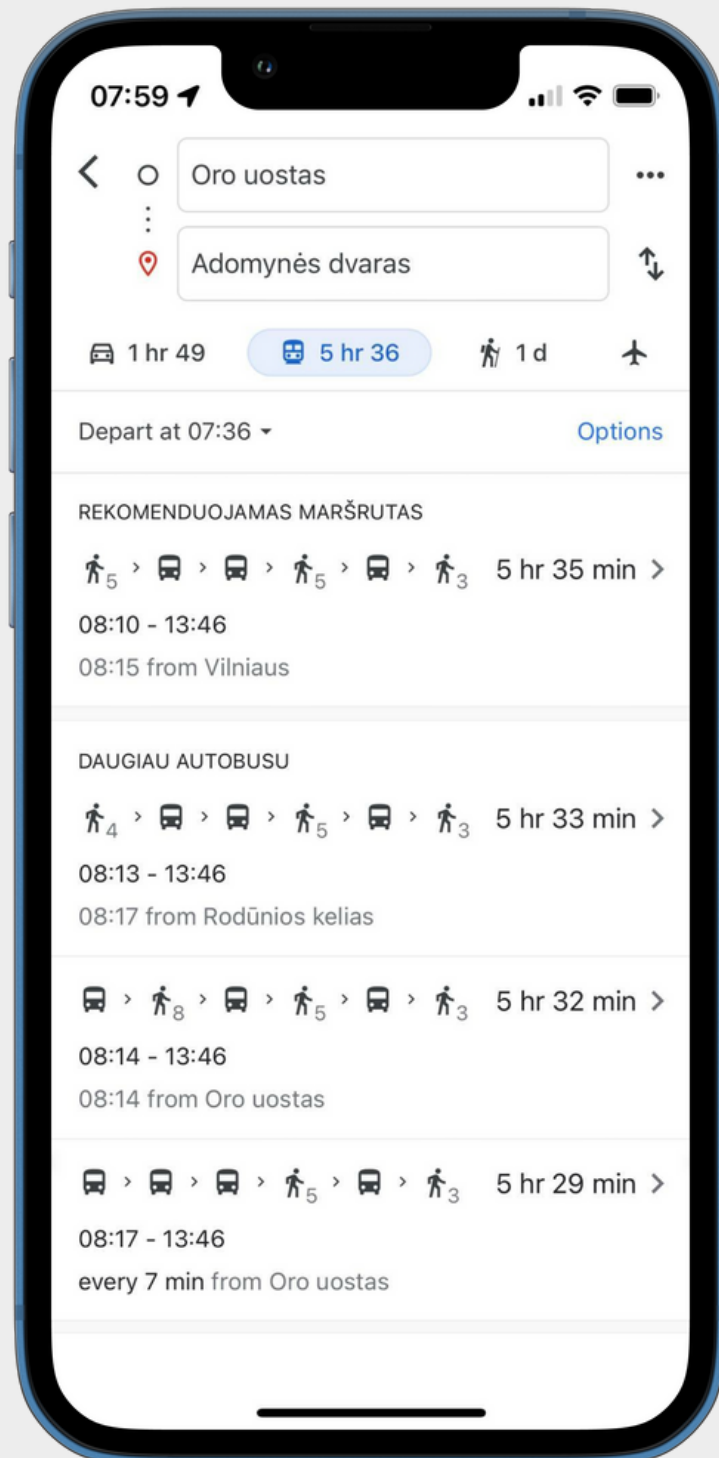 07:59
Oro uostas
Adomynės dvaras
1 hr 49 5 hr 36 1 d
Depart at 07:36 Options
REKOMENDUOJAMAS MARŠRUTAS
5 5 3 5 hr 35 min
08:10 - 13:46
08:15 from Vilniaus
DAUGIAU AUTOBUSU
4 5 3 5 hr 33 min
08:13 - 13:46
08:17 from Rodūnios kelias
8 5 3 5 hr 32 min
08:14 - 13:46
08:14 from Oro uostas
5 3 5 hr 29 min
08:17 - 13:46
every 7 min from Oro uostas